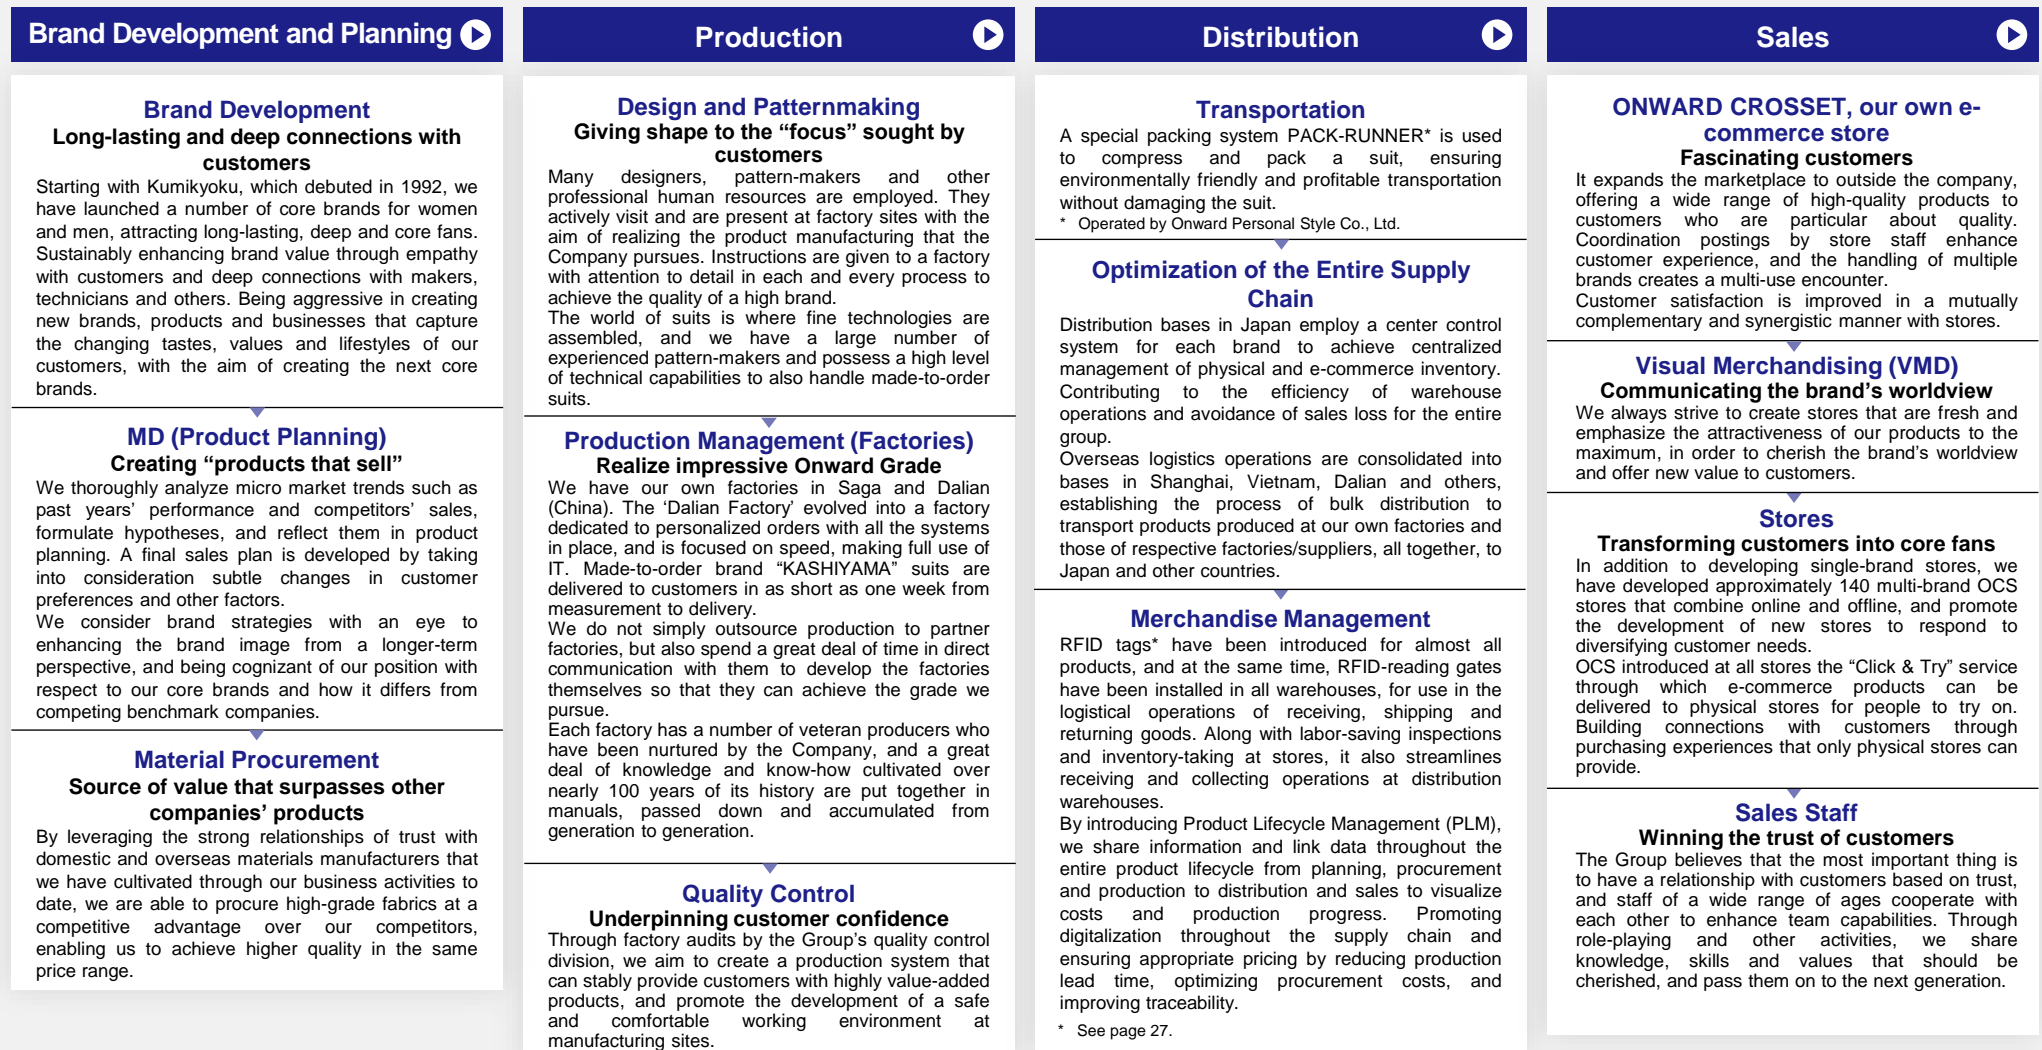 Brand Development and Planning
Brand Development
Long-lasting and deep connections with
customers
Starting with Kumikyoku, which debuted in 1992, we
have launched a number of core brands for women
and men, attracting long-lasting, deep and core fans.
Sustainably enhancing brand value through empathy
with customers and deep connections with makers,
technicians and others. Being aggressive in creating
new brands, products and businesses that capture
the changing tastes, values and lifestyles of our
customers, with the aim of creating the next core
brands.
MD (Product Planning)
Creating “products that sell”
We thoroughly analyze micro market trends such as
past years’ performance and competitors’ sales,
formulate hypotheses, and reflect them in product
planning. A final sales plan is developed by taking
into consideration subtle changes in customer
preferences and other factors.
We consider brand strategies with an eye to
enhancing the brand image from a longer-term
perspective, and being cognizant of our position with
respect to our core brands and how it differs from
competing benchmark companies.
Material Procurement
Source of value that surpasses other
companies’ products
By leveraging the strong relationships of trust with
domestic and overseas materials manufacturers that
we have cultivated through our business activities to
date, we are able to procure high-grade fabrics at a
competitive advantage over our competitors,
enabling us to achieve higher quality in the same
price range.
Production
Design and Patternmaking
Giving shape to the “focus” sought by
customers
Many designers, pattern-makers and other
professional human resources are employed. They
actively visit and are present at factory sites with the
aim of realizing the product manufacturing that the
Company pursues. Instructions are given to a factory
with attention to detail in each and every process to
achieve the quality of a high brand.
The world of suits is where fine technologies are
assembled, and we have a large number of
experienced pattern-makers and possess a high level
of technical capabilities to also handle made-to-order
suits.
Production Management (Factories)
Realize impressive Onward Grade
We have our own factories in Saga and Dalian
(China). The ‘Dalian Factory’ evolved into a factory
dedicated to personalized orders with all the systems
in place, and is focused on speed, making full use of
IT. Made-to-order brand “KASHIYAMA” suits are
delivered to customers in as short as one week from
measurement to delivery.
We do not simply outsource production to partner
factories, but also spend a great deal of time in direct
communication with them to develop the factories
themselves so that they can achieve the grade we
pursue.
Each factory has a number of veteran producers who
have been nurtured by the Company, and a great
deal of knowledge and know-how cultivated over
nearly 100 years of its history are put together in
manuals, passed down and accumulated from
generation to generation.
Quality Control
Underpinning customer confidence
Through factory audits by the Group’s quality control
division, we aim to create a production system that
can stably provide customers with highly value-added
products, and promote the development of a safe
and comfortable working environment at
manufacturing sites.
Distribution
Transportation
A special packing system PACK-RUNNER* is used
to compress and pack a suit, ensuring
environmentally friendly and profitable transportation
without damaging the suit.
* Operated by Onward Personal Style Co., Ltd.
Optimization of the Entire Supply
Chain
Distribution bases in Japan employ a center control
system for each brand to achieve centralized
management of physical and e-commerce inventory.
Contributing to the efficiency of warehouse
operations and avoidance of sales loss for the entire
group.
Overseas logistics operations are consolidated into
bases in Shanghai, Vietnam, Dalian and others,
establishing the process of bulk distribution to
transport products produced at our own factories and
those of respective factories/suppliers, all together, to
Japan and other countries.
Merchandise Management
RFID tags* have been introduced for almost all
products, and at the same time, RFID-reading gates
have been installed in all warehouses, for use in the
logistical operations of receiving, shipping and
returning goods. Along with labor-saving inspections
and inventory-taking at stores, it also streamlines
receiving and collecting operations at distribution
warehouses.
By introducing Product Lifecycle Management (PLM),
we share information and link data throughout the
entire product lifecycle from planning, procurement
and production to distribution and sales to visualize
costs and production progress. Promoting
digitalization throughout the supply chain and
ensuring appropriate pricing by reducing production
lead time, optimizing procurement costs, and
improving traceability.
* See page 27.
Sales
ONWARD CROSSET, our own e-
commerce store
Fascinating customers
It expands the marketplace to outside the company,
offering a wide range of high-quality products to
customers who are particular about quality.
Coordination postings by store staff enhance
customer experience, and the handling of multiple
brands creates a multi-use encounter.
Customer satisfaction is improved in a mutually
complementary and synergistic manner with stores.
Visual Merchandising (VMD)
Communicating the brand’s worldview
We always strive to create stores that are fresh and
emphasize the attractiveness of our products to the
maximum, in order to cherish the brand’s worldview
and offer new value to customers.
Stores
Transforming customers into core fans
In addition to developing single-brand stores, we
have developed approximately 140 multi-brand OCS
stores that combine online and offline, and promote
the development of new stores to respond to
diversifying customer needs.
OCS introduced at all stores the “Click & Try” service
through which e-commerce products can be
delivered to physical stores for people to try on.
Building connections with customers through
purchasing experiences that only physical stores can
provide.
Sales Staff
Winning the trust of customers
The Group believes that the most important thing is
to have a relationship with customers based on trust,
and staff of a wide range of ages cooperate with
each other to enhance team capabilities. Through
role-playing and other activities, we share
knowledge, skills and values that should be
cherished, and pass them on to the next generation.